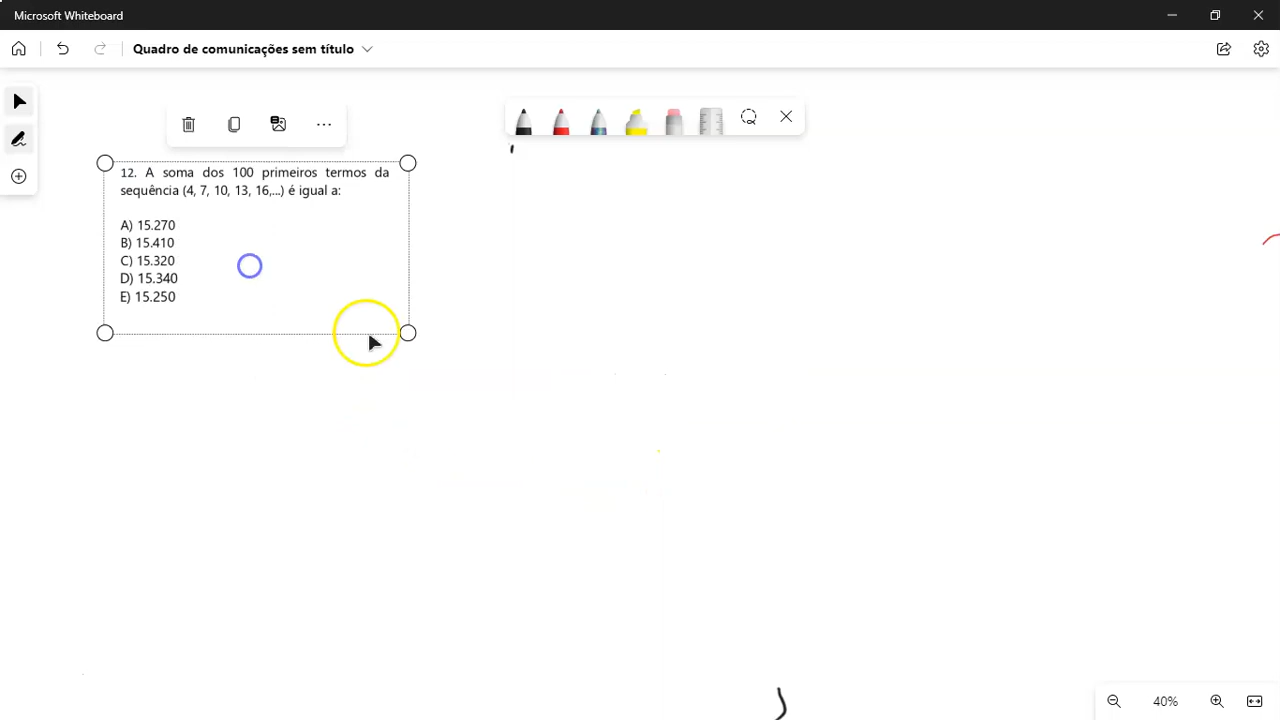 Microsoft Whiteboard
Quadro de comunicações sem título
12. A soma dos 100 primeiros termos da
sequência (4, 7, 10, 13, 16,...) é igual a:
A) 15.270
B) 15.410
C) 15.320
D) 15.340
E) 15.250
40%